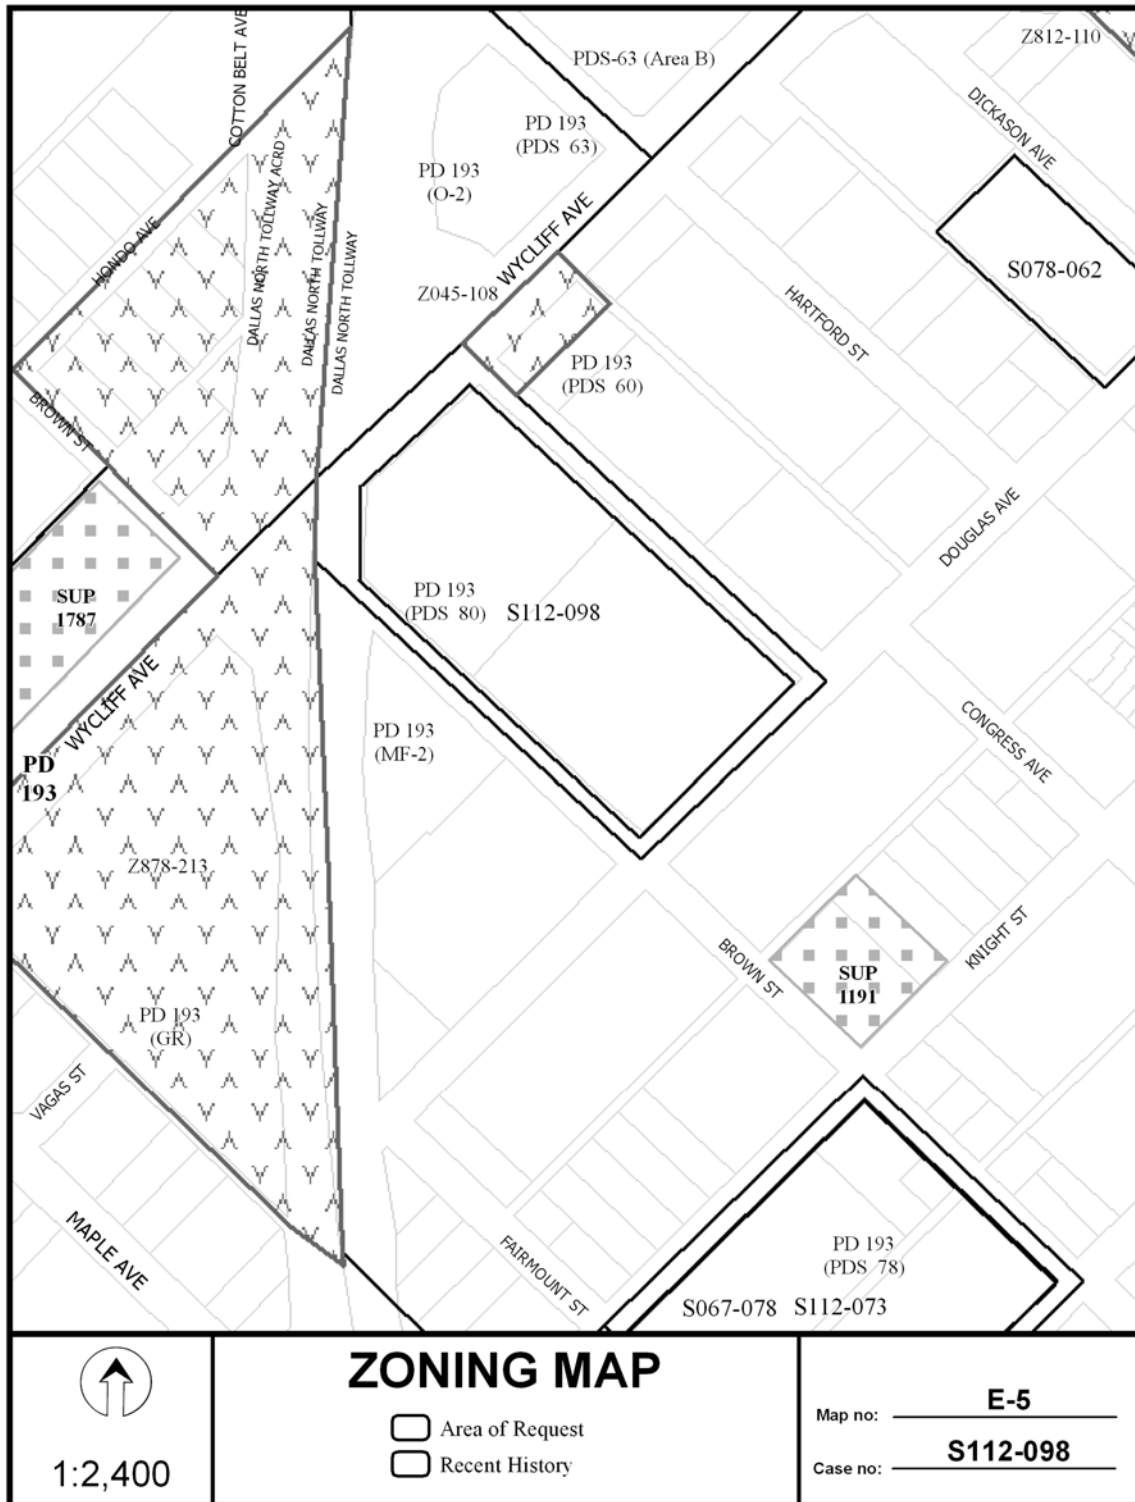 COTTON BELT AVE
Z812-110
PDS-63 (Area B)
DICKASON AVE
PD 193
(PDS 63)
PD 193
(O-2)
HONDO AVE
DALLAS NORTH TOLLWAY ACRD
DALLAS NORTH TOLLWAY
DALLAS NORTH TOLLWAY
WYCLIFF AVE
S078-062
Z045-108
HARTFORD ST
PD 193
(PDS 60)
BROWN ST
DOUGLAS AVE
SUP
1787
PD 193
(PDS 80)
S112-098
WYCLIFF AVE
PD 193
(MF-2)
CONGRESS AVE
PD
193
Z878-213
BROWN ST
KNIGHT ST
SUP
1191
PD 193
(GR)
VAGAS ST
MAPLE AVE
FAIRMOUNT ST
PD 193
(PDS 78)
S067-078
S112-073
1:2,400
ZONING MAP
Area of Request
Recent History
Map no: E-5
Case no: S112-098